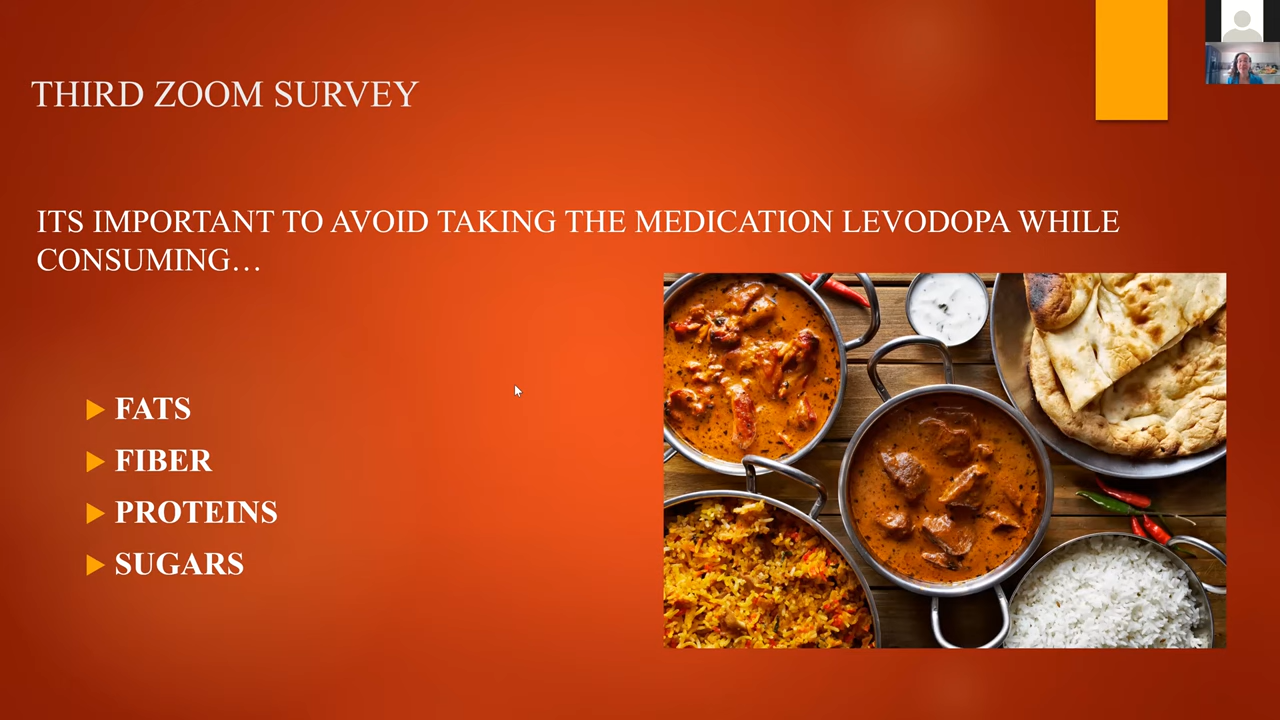 THIRD ZOOM SURVEY
ITS IMPORTANT TO AVOID TAKING THE MEDICATION LEVODOPA WHILE
CONSUMING…
FATS
FIBER
PROTEINS
SUGARS